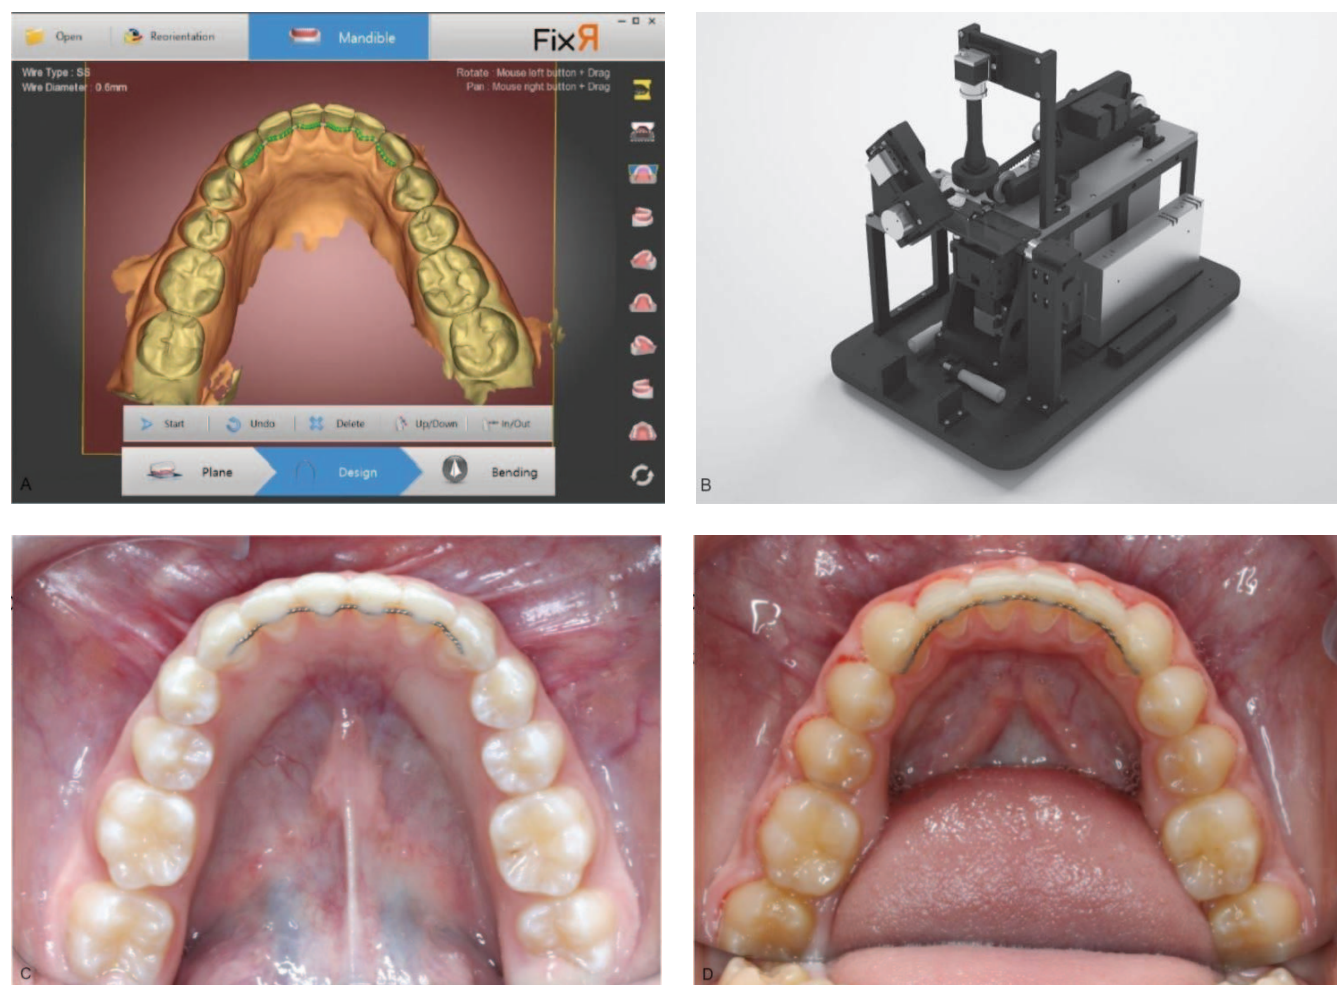 Open
Reorientation
Mandible
FixЯ
Wire Type : SS
Wire Diameter : 0.6mm
Rotate : Mouse left button + Drag
Pan : Mouse right button + Drag
Start
Undo
Delete
Up/Down
In/Out
Plane
Design
Bending
A
B
C
D